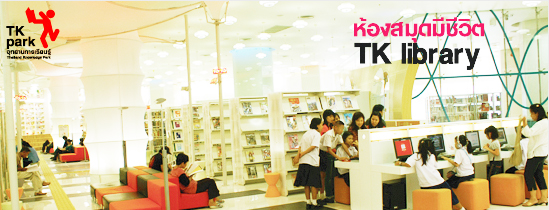 TK
park
อุทยานการเรียนรู้
Thailand Knowledge Park
ห้องสมุดมีชีวิต
TK library